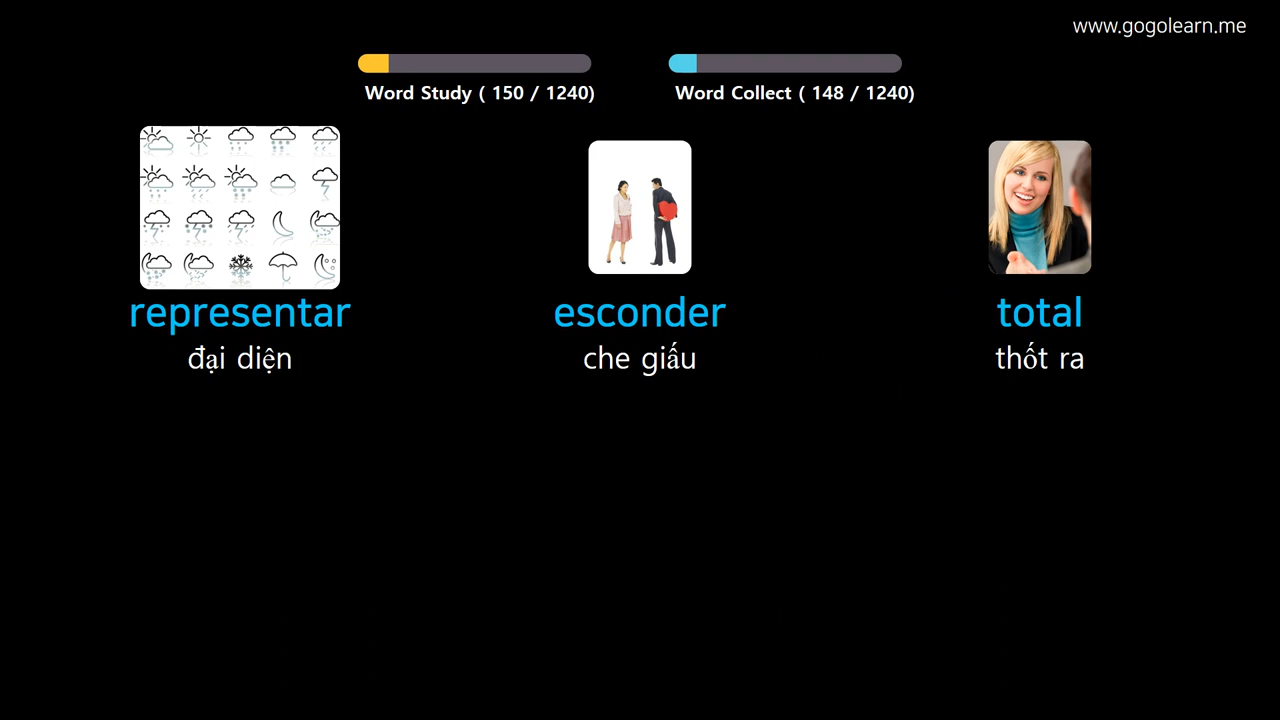 www.gogolearn.me
Word Study ( 150 / 1240)
Word Collect ( 148 / 1240)
representar
đại diện
esconder
che giấu
total
thốt ra